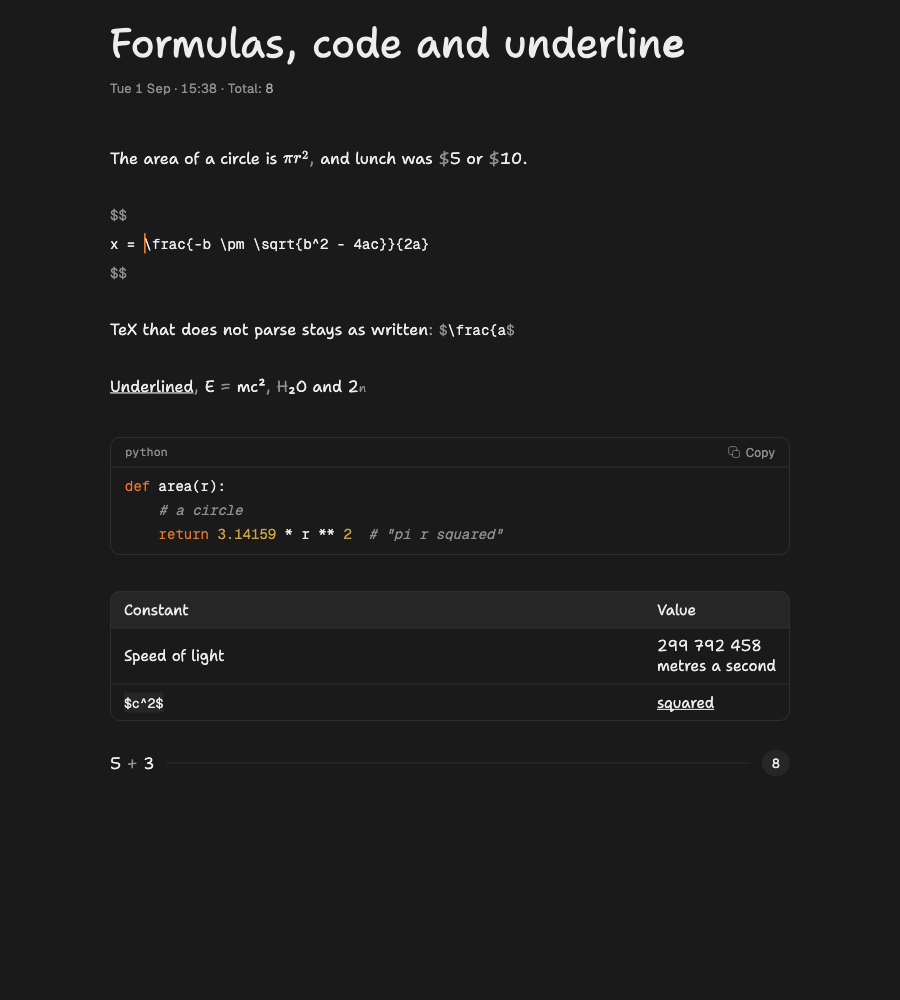 Formulas, code and underline
Tue 1 Sep · 15:38 · Total: 8
The area of a circle is πr², and lunch was $5 or $10.
$$
x = \frac{-b \pm \sqrt{b^2 - 4ac}}{2a}
$$
TeX that does not parse stays as written: $\frac{a$
Underlined, E = mc², H₂O and 2ⁿ
python
Copy
def area(r):
    # a circle
    return 3.14159 * r ** 2  # "pi r squared"
Constant Value
Speed of light 299 792 458
metres a second
$c^2$ squared
5 + 3 8